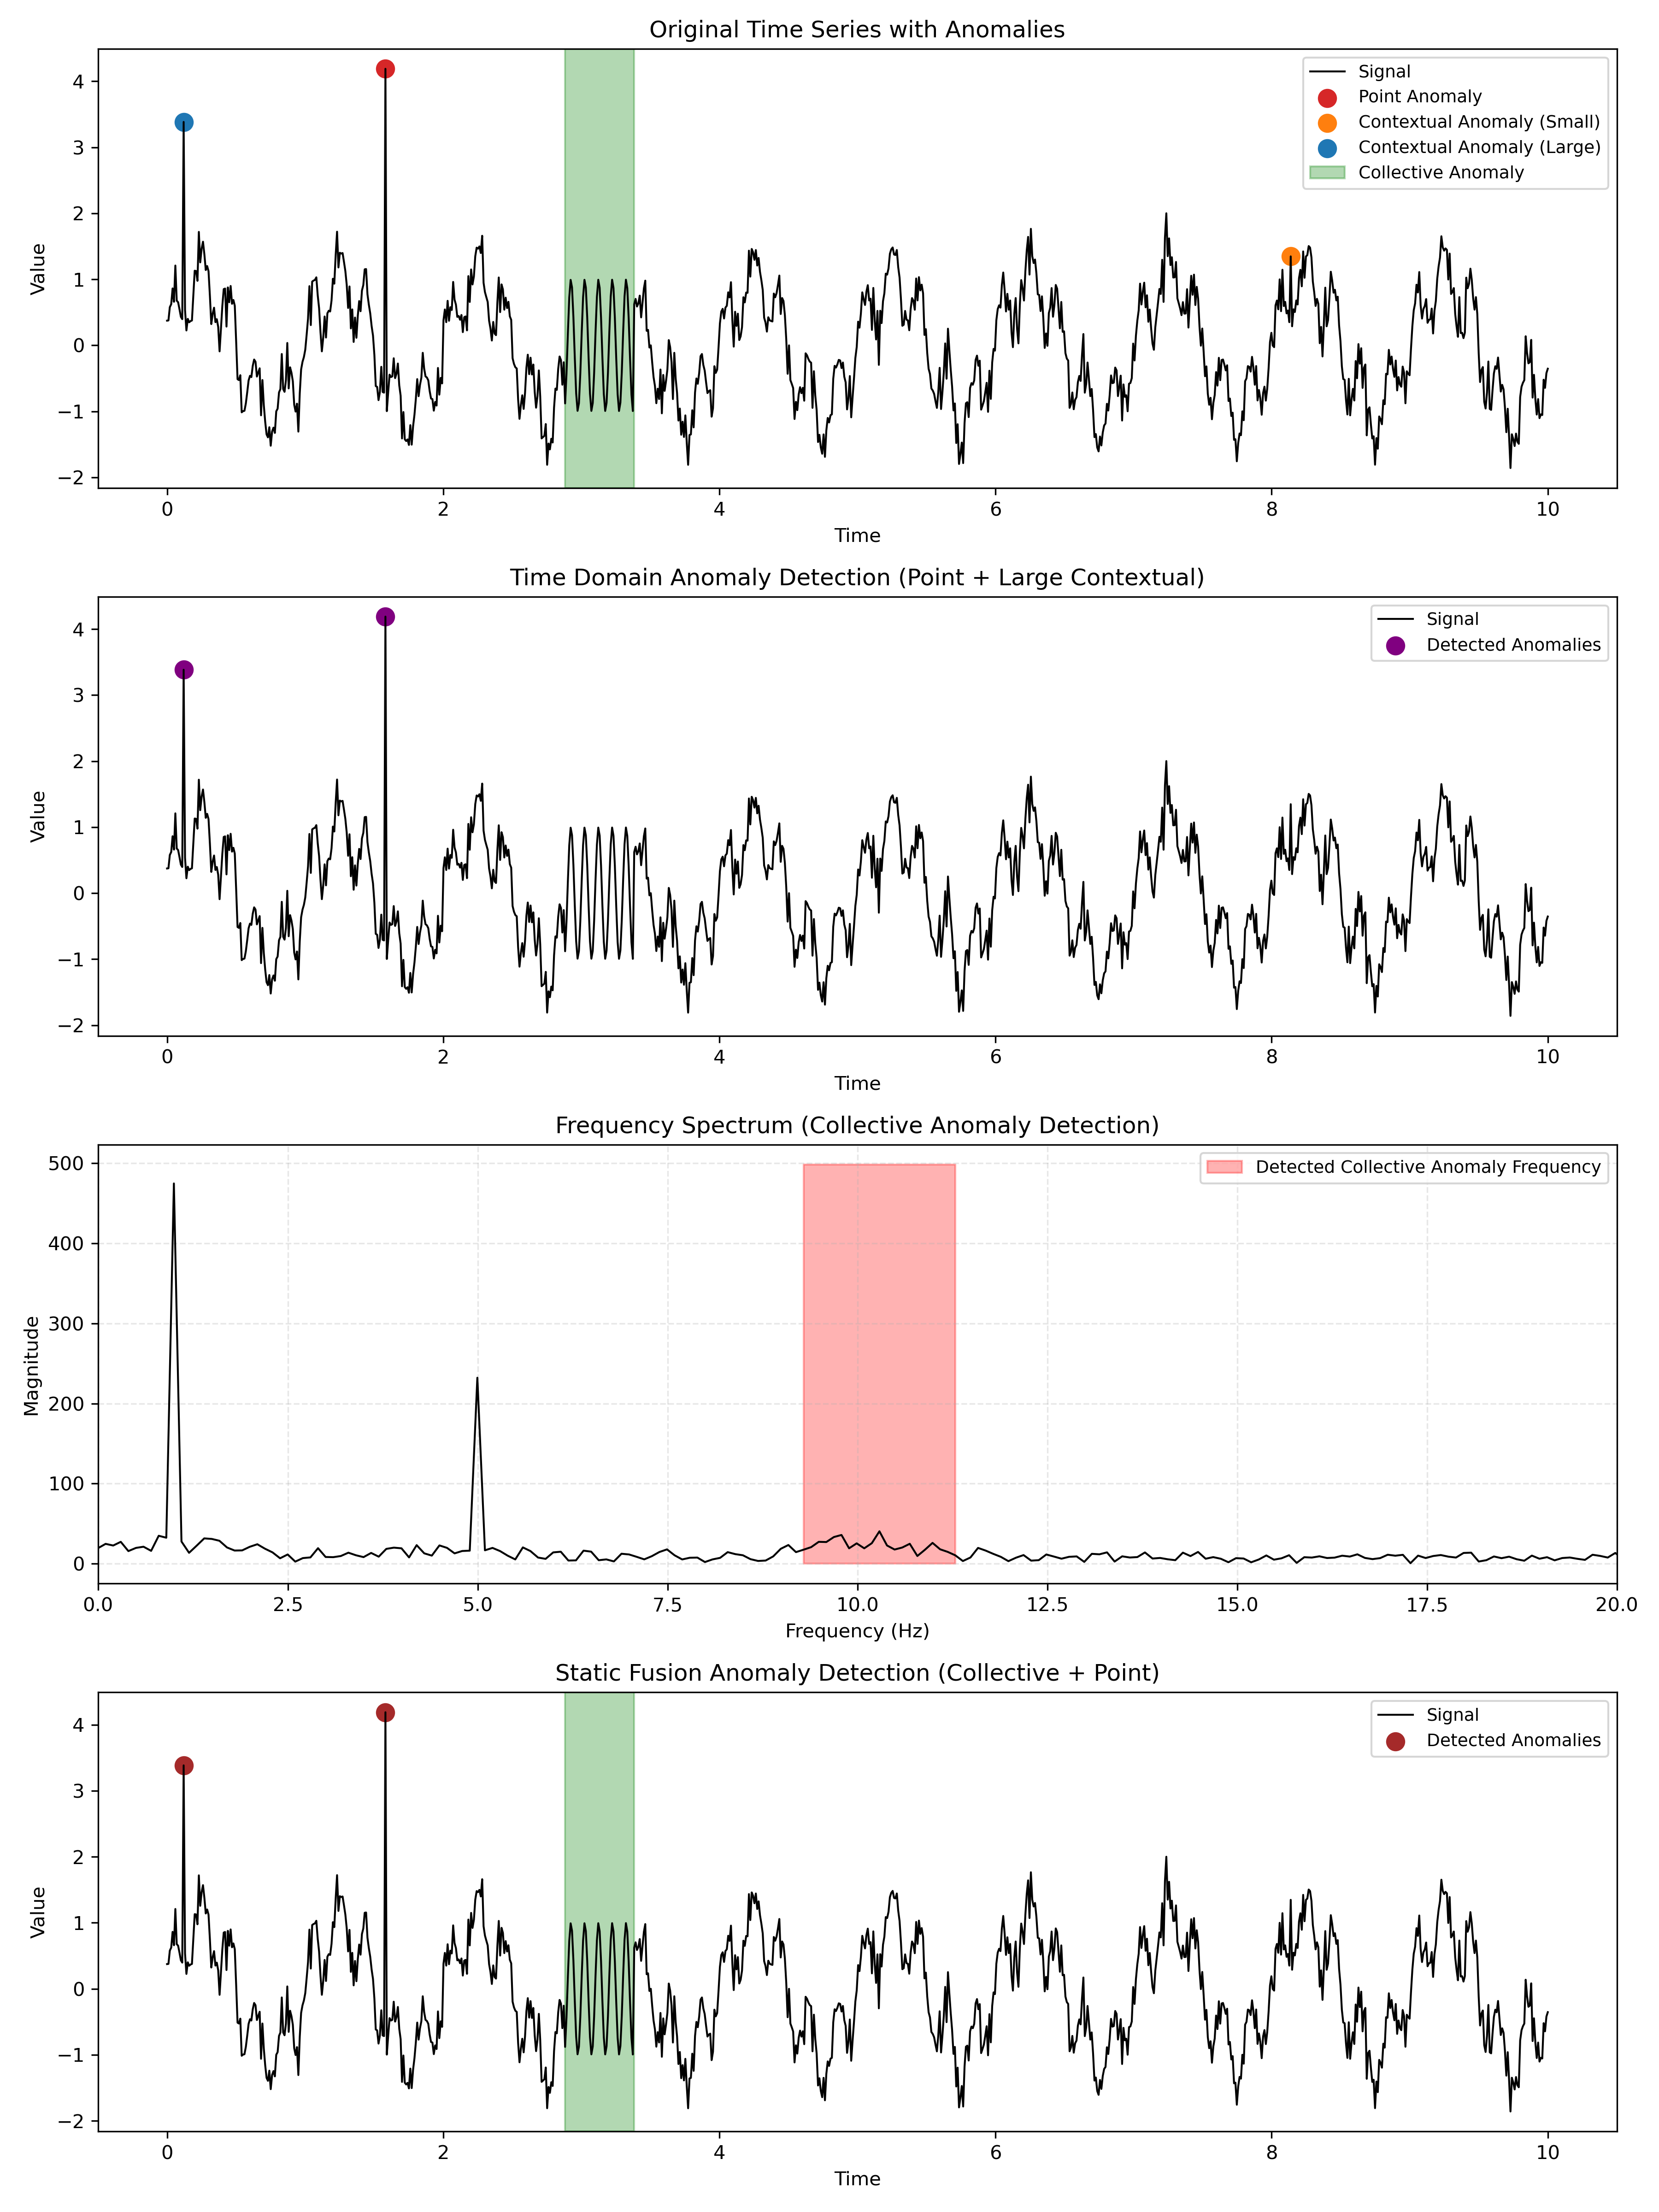 Original Time Series with Anomalies
4
3
2
1
0
−1
−2
Value
Signal
Point Anomaly
Contextual Anomaly (Small)
Contextual Anomaly (Large)
Collective Anomaly
0 2 4 6 8 10
Time
Time Domain Anomaly Detection (Point + Large Contextual)
4
3
2
1
0
−1
−2
Value
Signal
Detected Anomalies
0 2 4 6 8 10
Time
Frequency Spectrum (Collective Anomaly Detection)
500
400
300
200
100
0
Magnitude
Detected Collective Anomaly Frequency
0.0 2.5 5.0 7.5 10.0 12.5 15.0 17.5 20.0
Frequency (Hz)
Static Fusion Anomaly Detection (Collective + Point)
4
3
2
1
0
−1
−2
Value
Signal
Detected Anomalies
0 2 4 6 8 10
Time